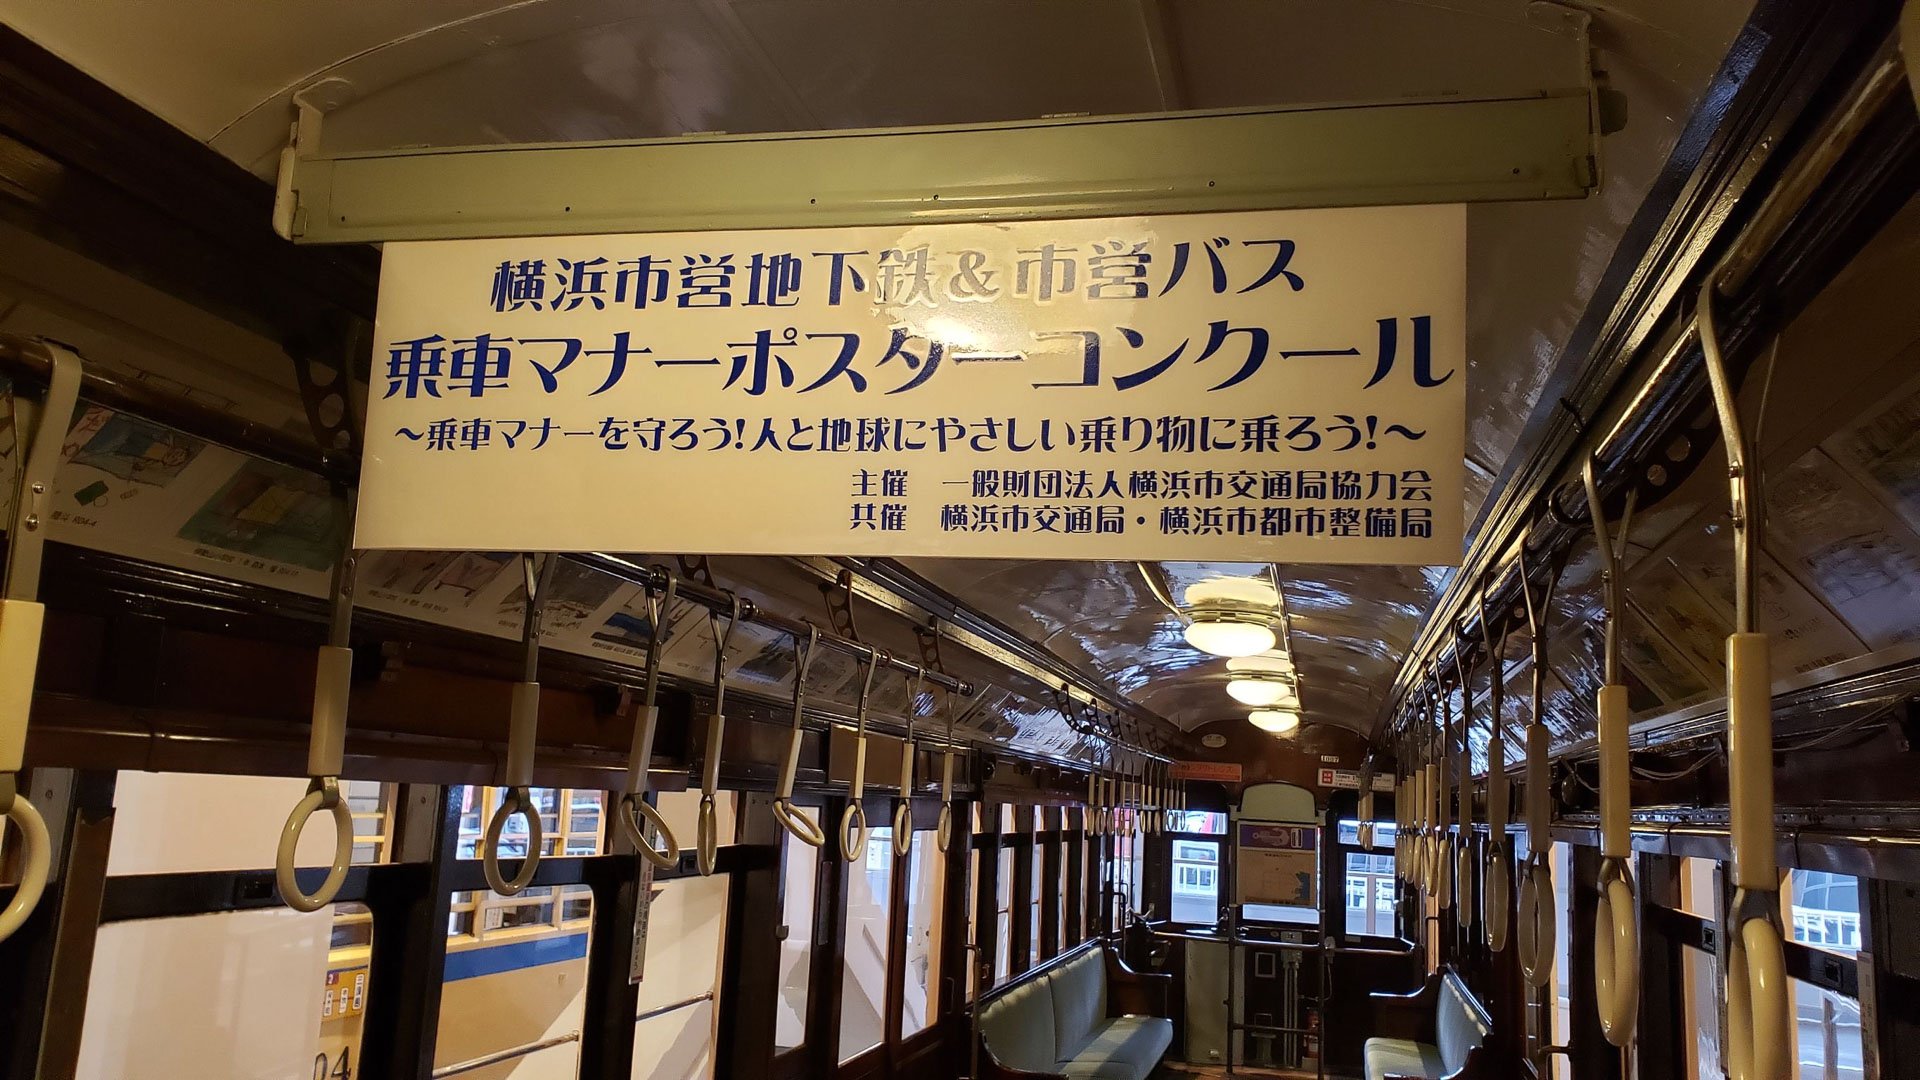 横浜市営地下鉄&市営バス
乗車マナーポスターコンクール
〜乗車マナーを守ろう!人と地球にやさしい乗り物に乗ろう!〜
主催　一般財団法人横浜市交通局協力会
共催　横浜市交通局・横浜市都市整備局
1007
04